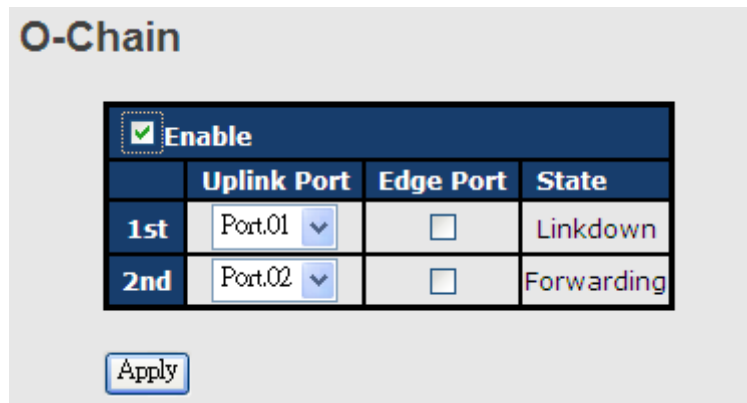 O-Chain
Enable
Uplink Port Edge Port State
1st Port.01 Linkdown
2nd Port.02 Forwarding
Apply